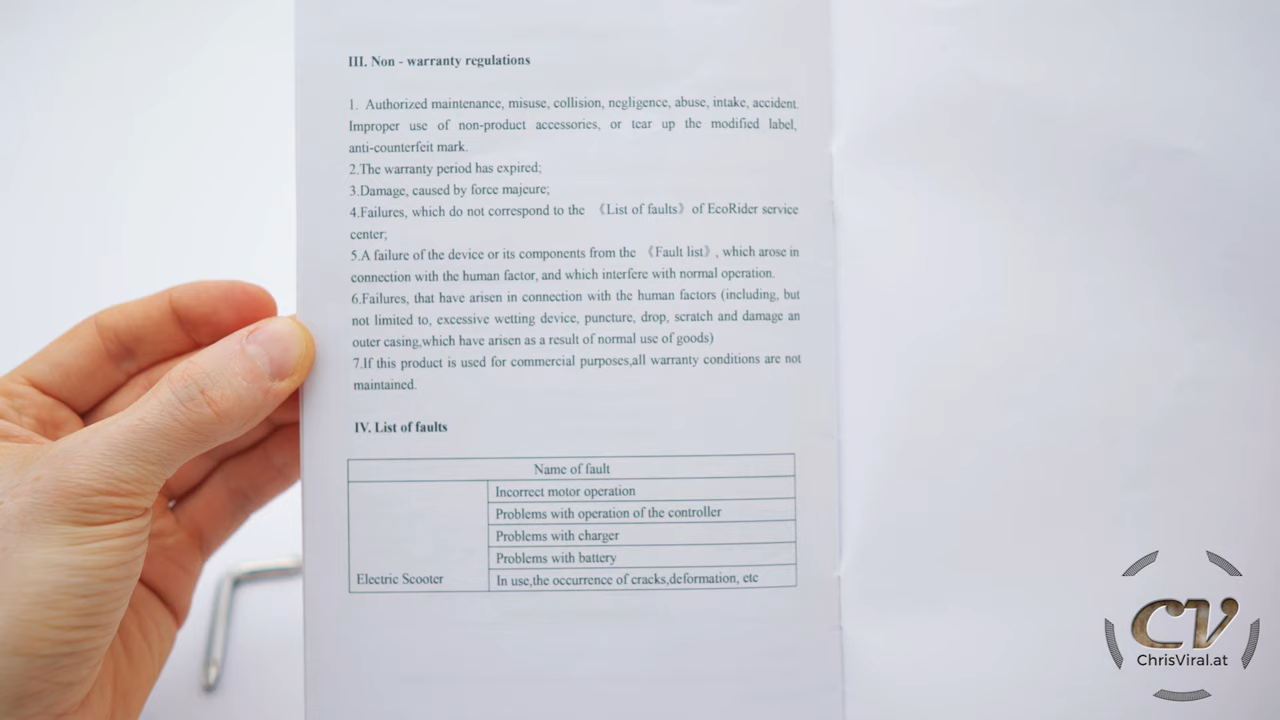 III. Non - warranty regulations
1. Authorized maintenance, misuse, collision, negligence, abuse, intake, accident.
Improper use of non-product accessories, or tear up the modified label,
anti-counterfeit mark.
2.The warranty period has expired;
3.Damage, caused by force majeure;
4.Failures, which do not correspond to the 《List of faults》 of EcoRider service
center;
5.A failure of the device or its components from the 《Fault list》, which arose in
connection with the human factor, and which interfere with normal operation.
6.Failures, that have arisen in connection with the human factors (including, but
not limited to, excessive wetting device, puncture, drop, scratch and damage an
outer casing,which have arisen as a result of normal use of goods)
7.If this product is used for commercial purposes,all warranty conditions are not
maintained.
IV. List of faults
Name of fault
Incorrect motor operation
Problems with operation of the controller
Problems with charger
Problems with battery
Electric Scooter
In use,the occurrence of cracks,deformation, etc
CV
ChrisViral.at